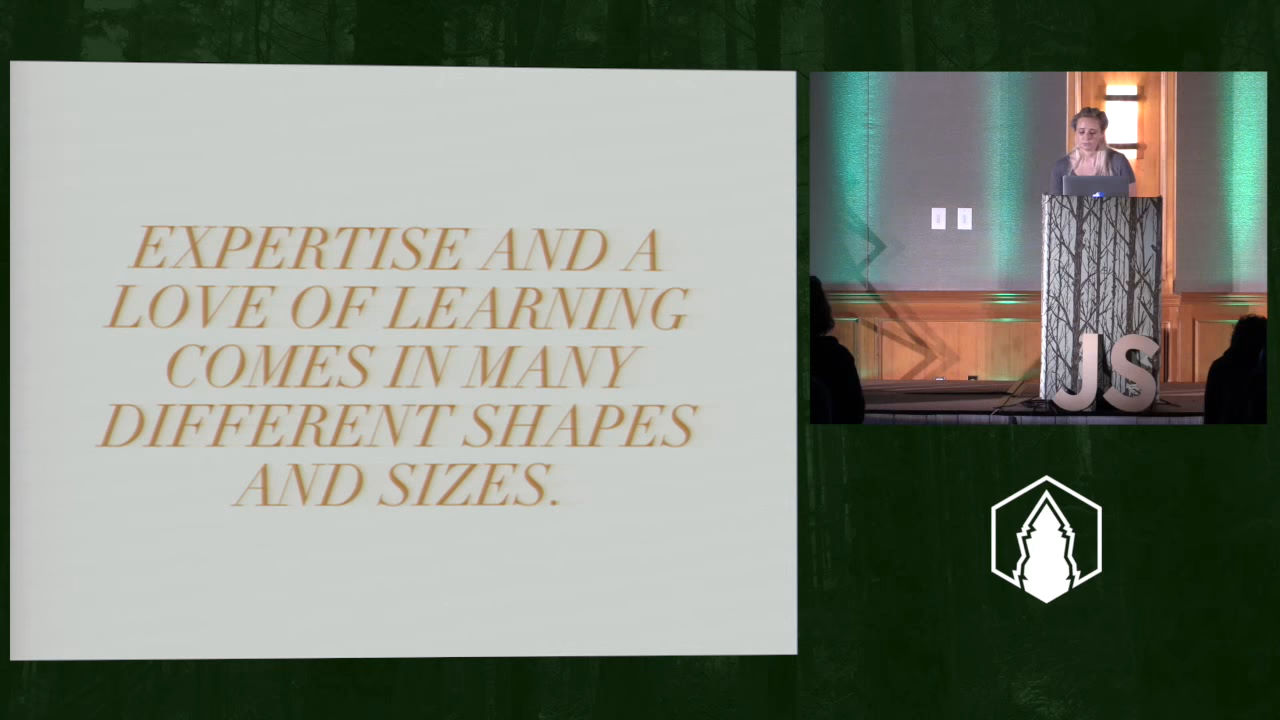 EXPERTISE AND A
LOVE OF LEARNING
COMES IN MANY
DIFFERENT SHAPES
AND SIZES.
JS